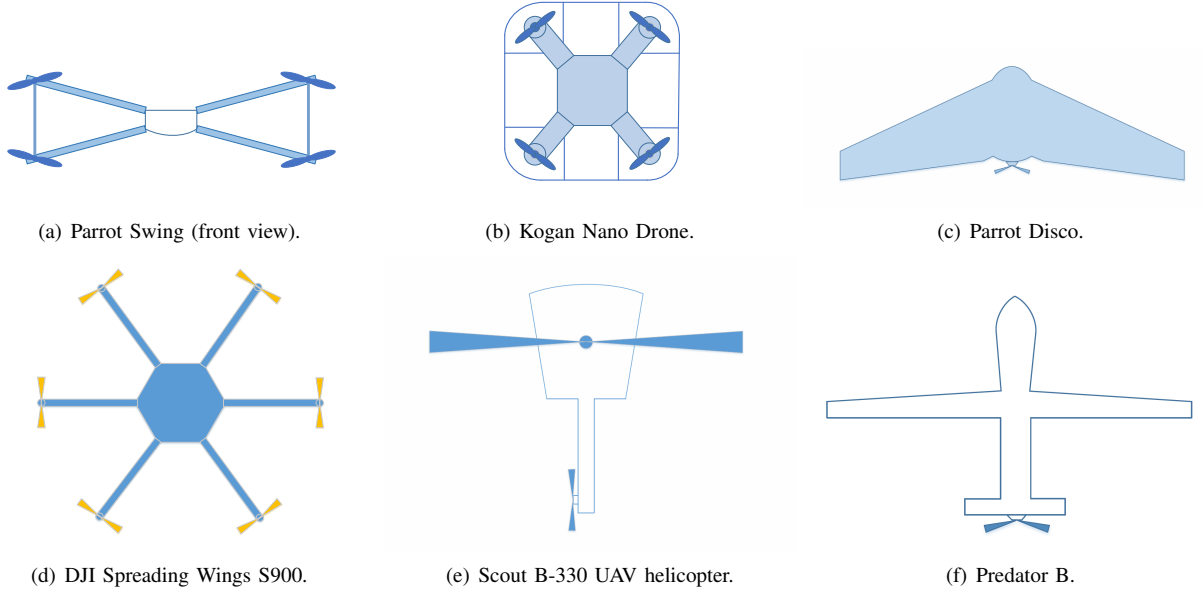 (a) Parrot Swing (front view).
(b) Kogan Nano Drone.
(c) Parrot Disco.
(d) DJI Spreading Wings S900.
(e) Scout B-330 UAV helicopter.
(f) Predator B.